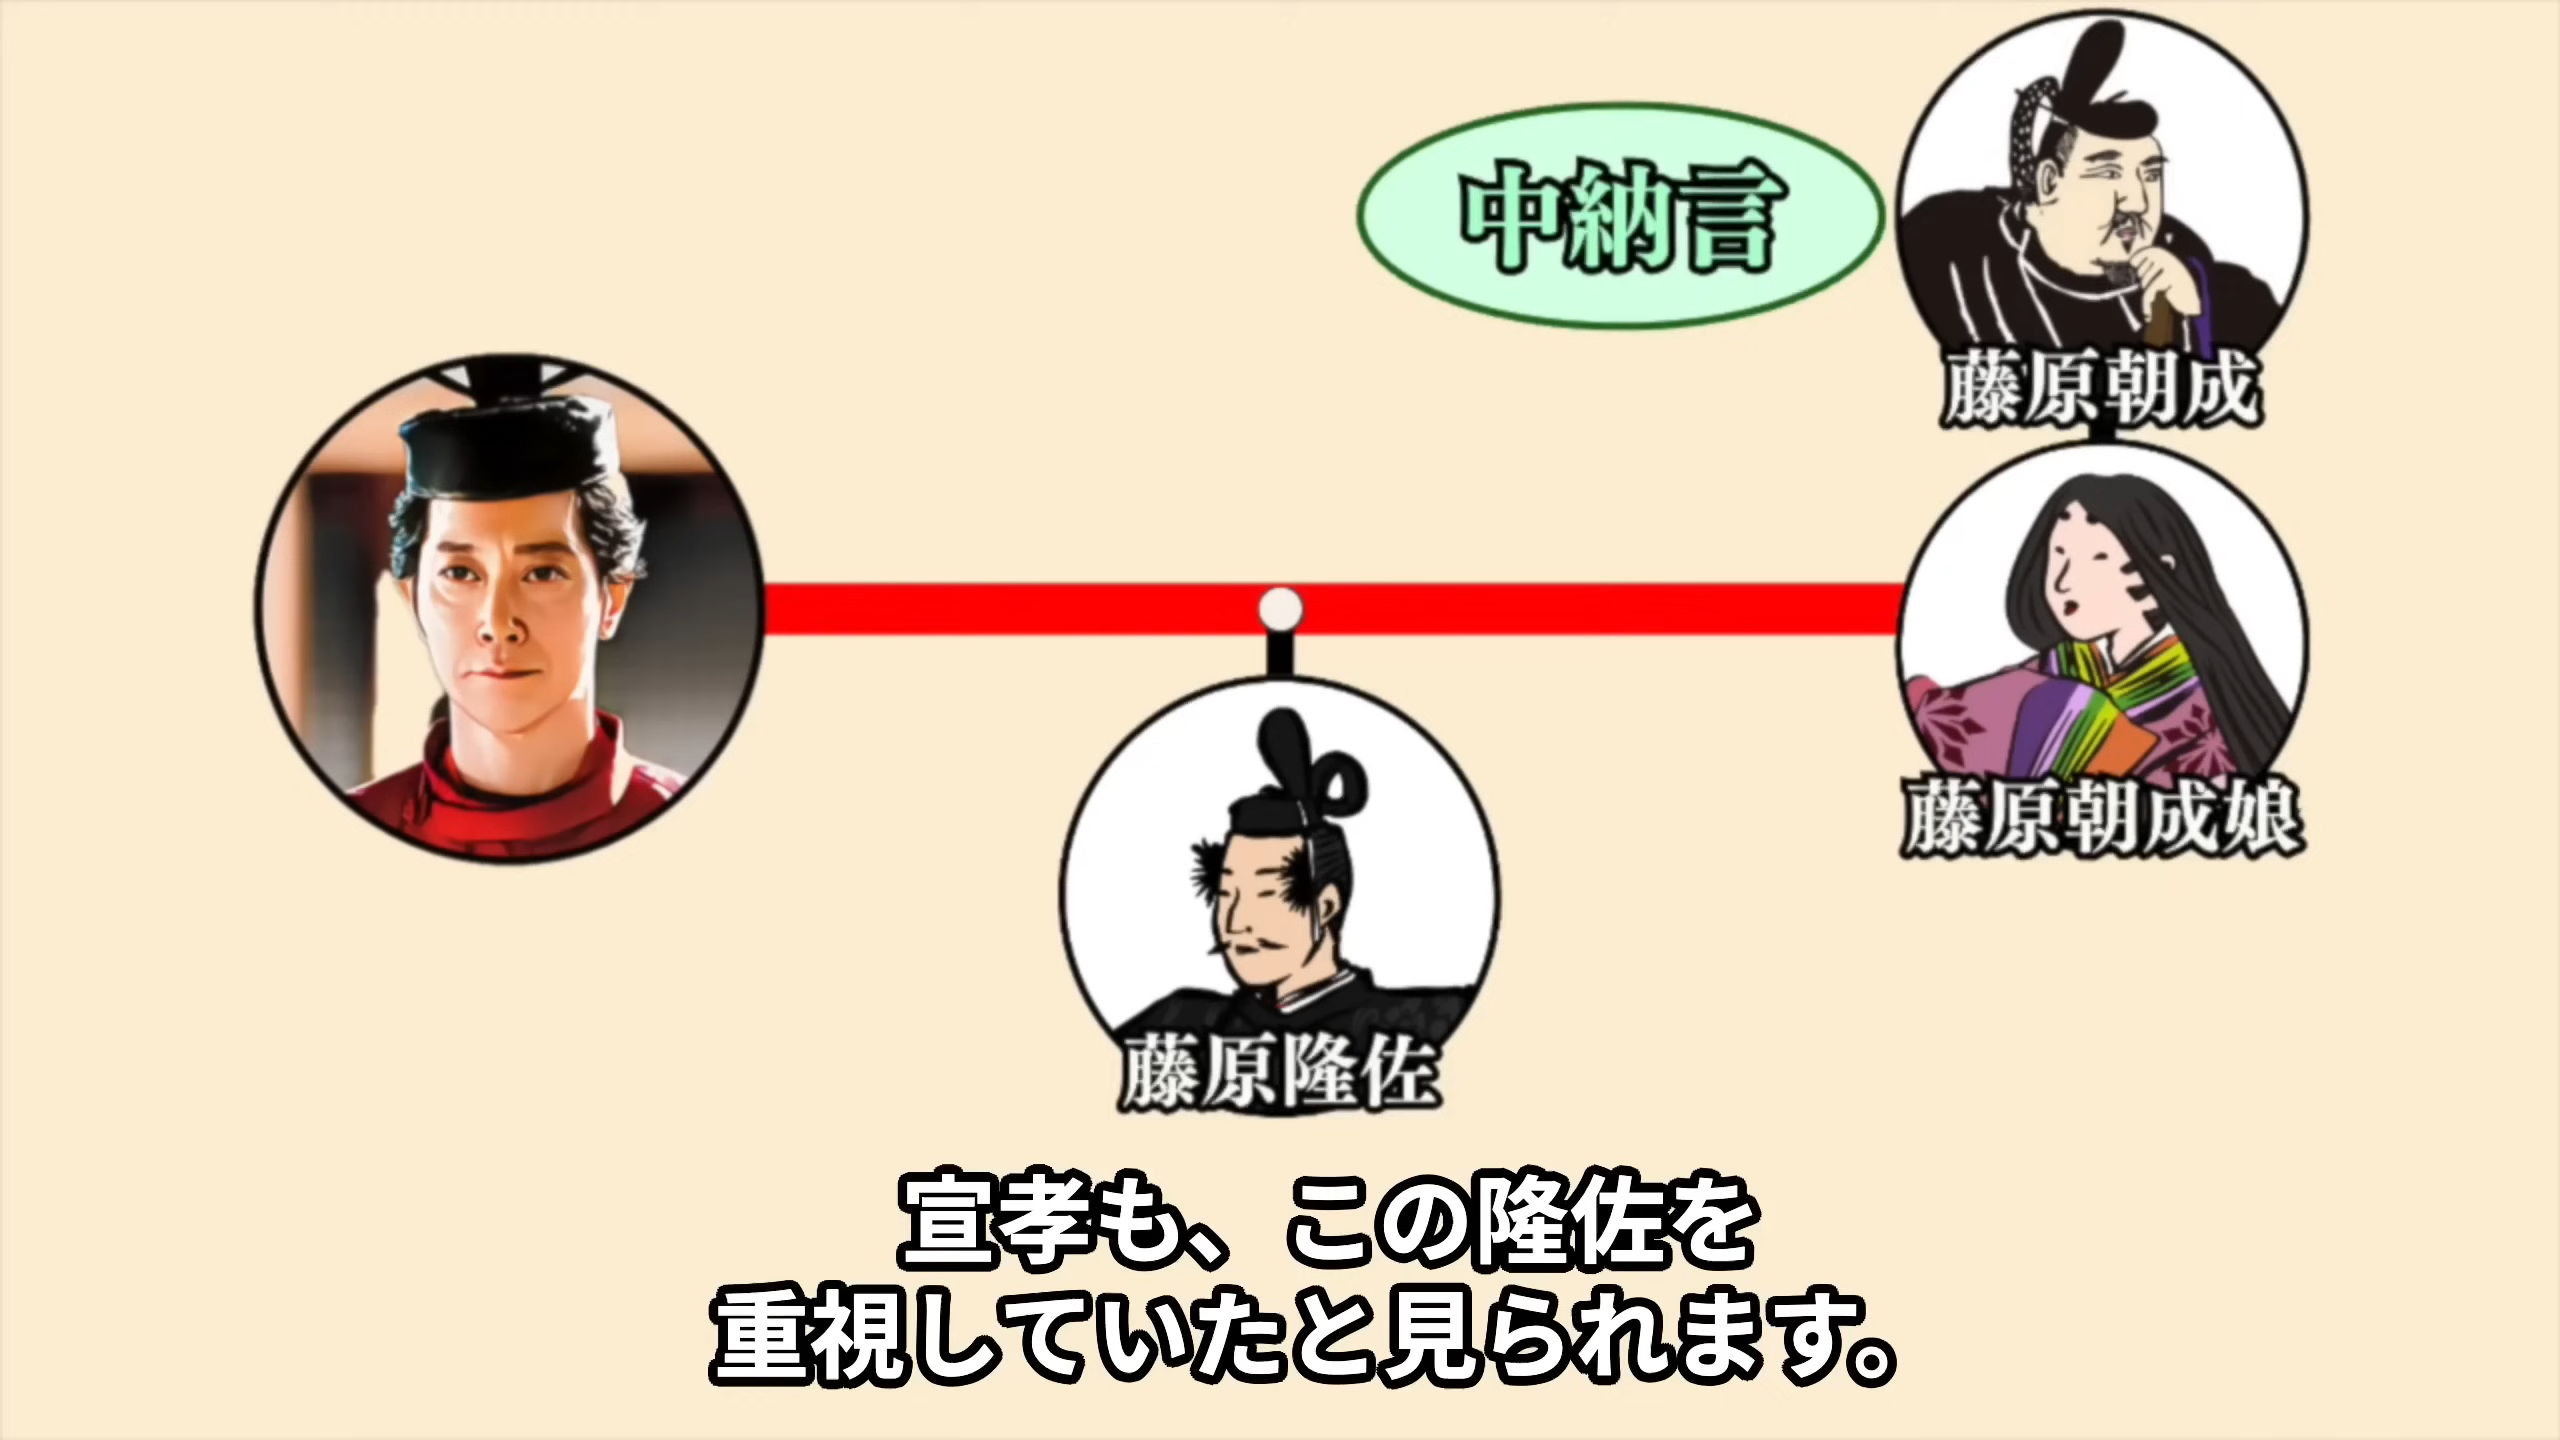 中納言
藤原朝成
藤原朝成娘
藤原隆佐
宣孝も、この隆佐を
重視していたと見られます。